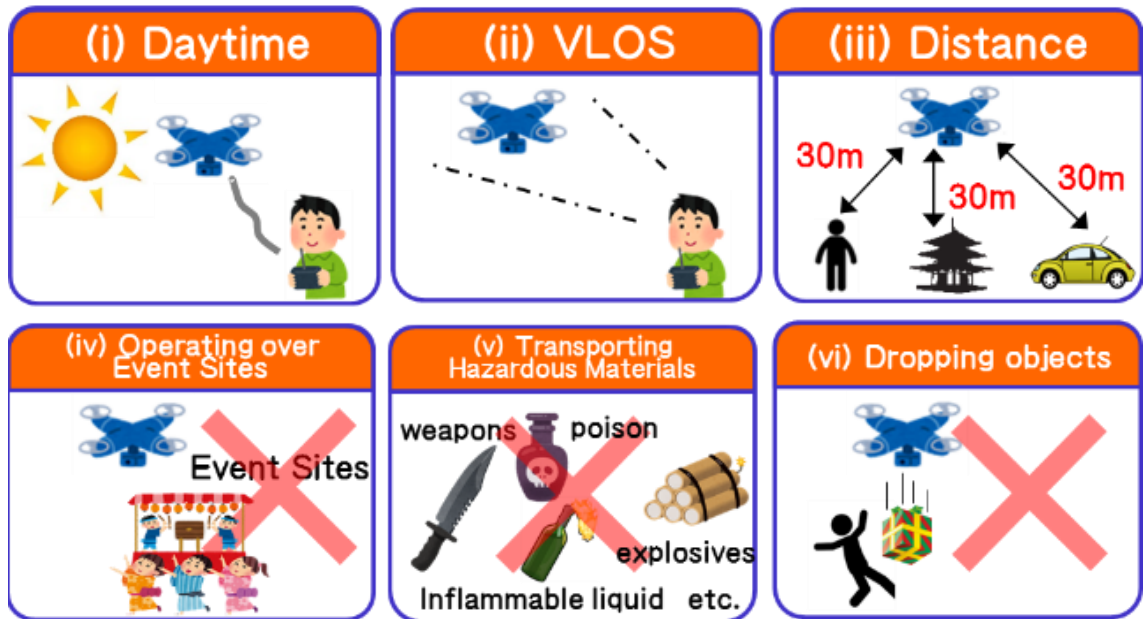 (i) Daytime
(ii) VLOS
(iii) Distance
30m
30m
30m
(iv) Operating over
Event Sites
Event Sites
(v) Transporting
Hazardous Materials
weapons
poison
explosives
Inflammable liquid etc.
(vi) Dropping objects